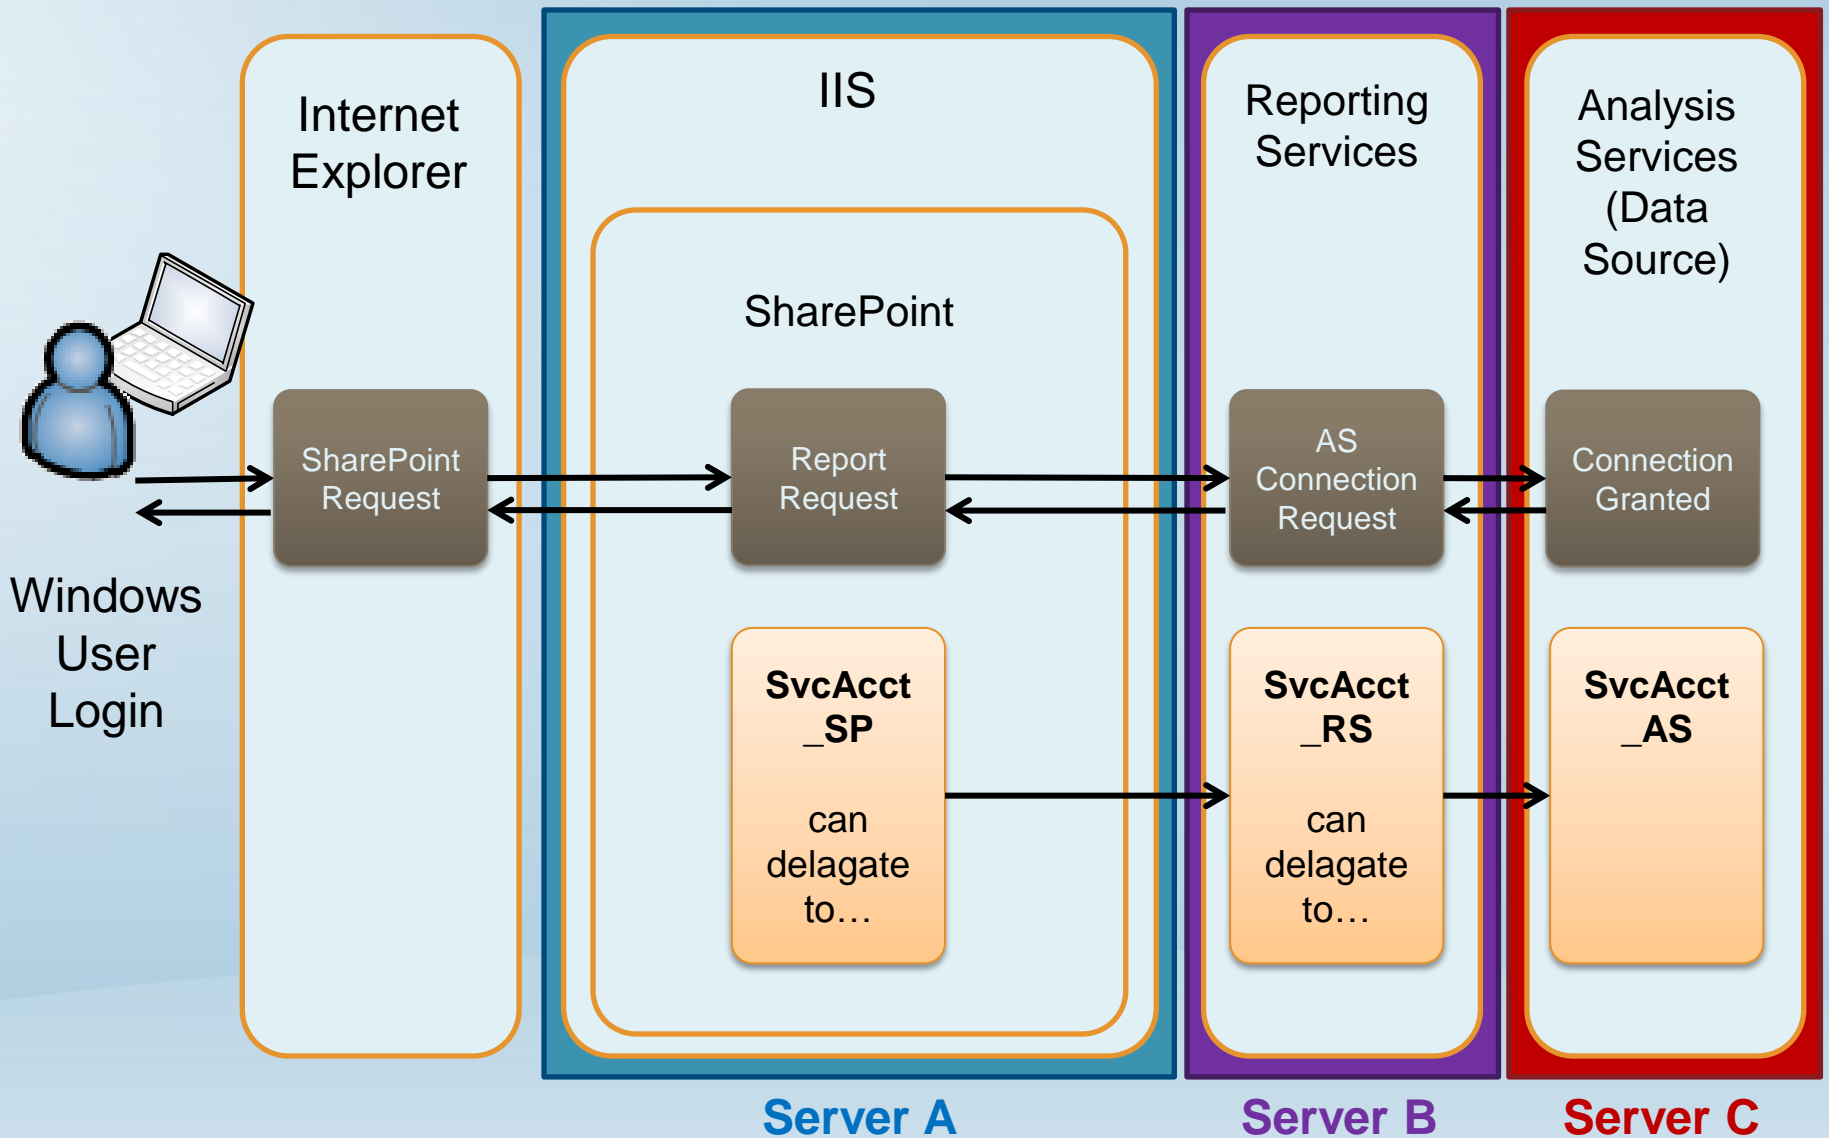 Internet
Explorer
IIS
Reporting
Services
Analysis
Services
(Data
Source)
SharePoint
SharePoint
Request
Report
Request
AS
Connection
Request
Connection
Granted
Windows
User
Login
SvcAcct
_SP
can
delagate
to…
SvcAcct
_RS
can
delagate
to…
SvcAcct
_AS
Server A
Server B
Server C